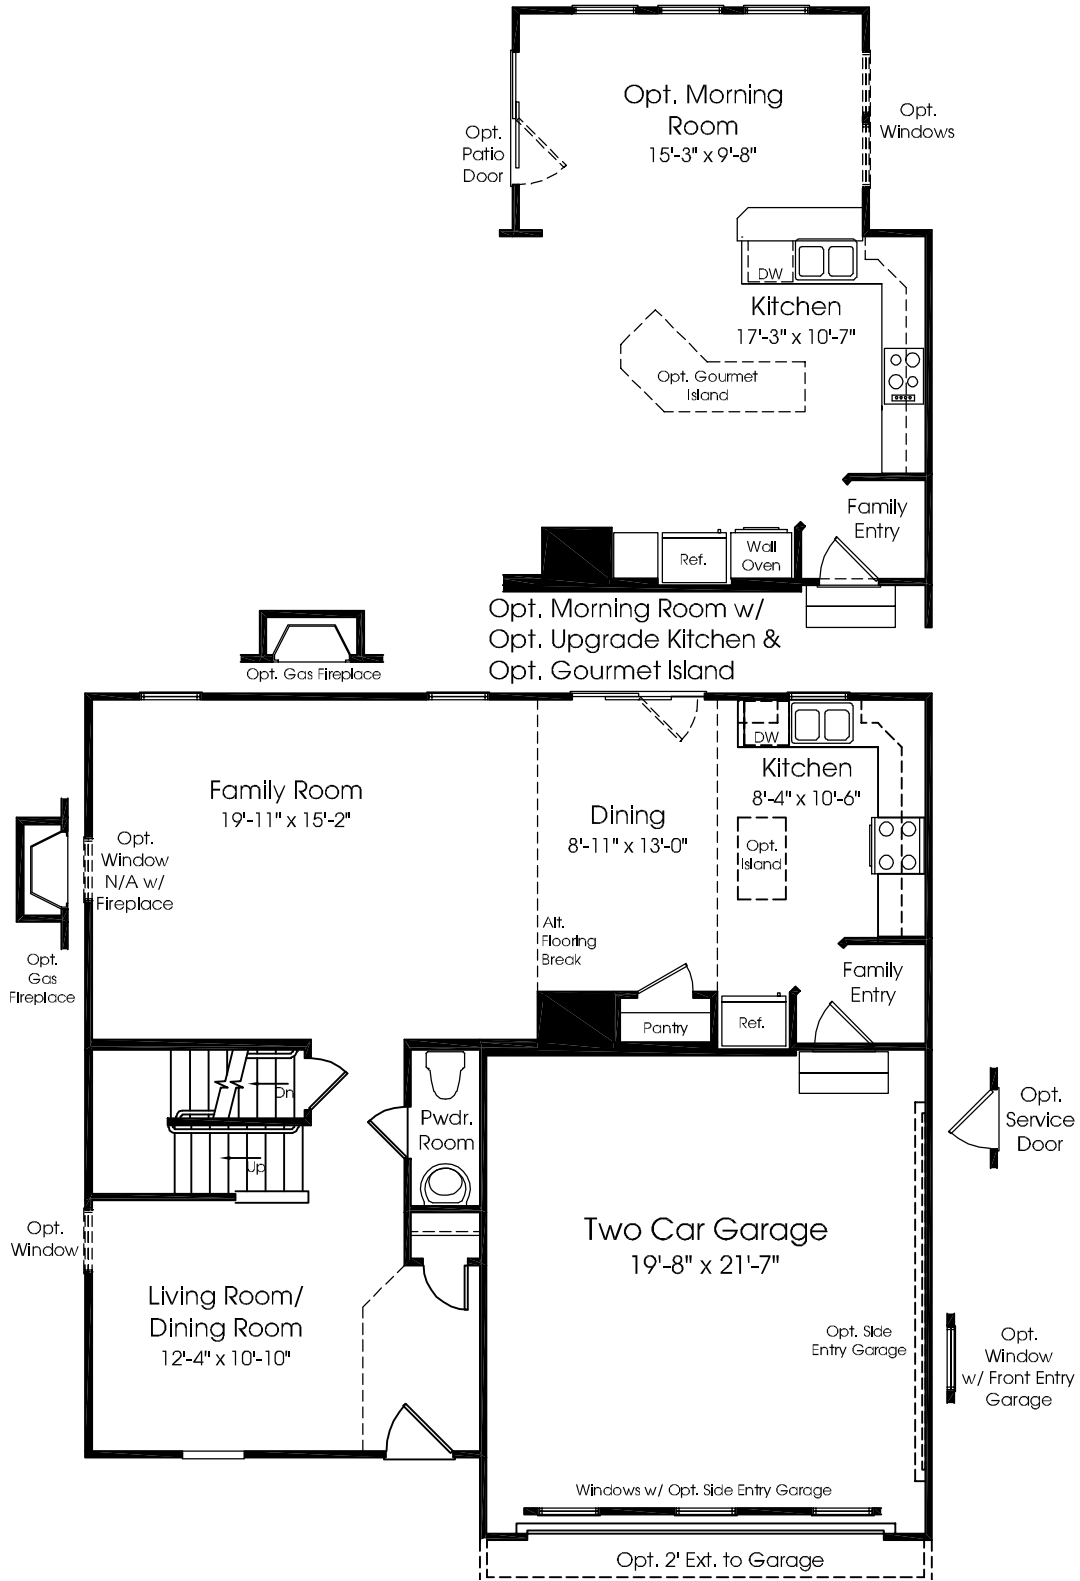 Opt. Morning
Room
15'-3" x 9'-8"
Opt.
Patio
Door
Opt.
Windows
DW
Kitchen
17'-3" x 10'-7"
Opt. Gourmet
Island
Family
Entry
Ref.
Wall
Oven
Opt. Morning Room w/
Opt. Upgrade Kitchen &
Opt. Gourmet Island
Opt. Gas Fireplace
Family Room
19'-11" x 15'-2"
Opt.
Window
N/A w/
Fireplace
Opt.
Gas
Fireplace
Dining
8'-11" x 13'-0"
Alt.
Flooring
Break
DW
Kitchen
8'-4" x 10'-6"
Opt.
Island
Family
Entry
Pantry
Ref.
Dn
Up
Pwdr.
Room
Opt.
Service
Door
Opt.
Window
Living Room/
Dining Room
12'-4" x 10'-10"
Two Car Garage
19'-8" x 21'-7"
Opt. Side
Entry Garage
Opt.
Window
w/ Front Entry
Garage
Windows w/ Opt. Side Entry Garage
Opt. 2' Ext. to Garage